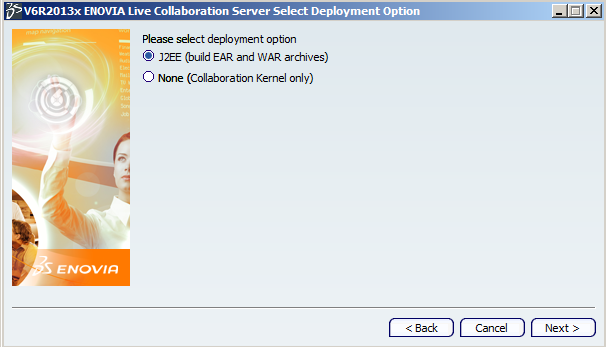 V6R2013x ENOVIA Live Collaboration Server Select Deployment Option
Please select deployment option
J2EE (build EAR and WAR archives)
None (Collaboration Kernel only)
ENOVIA
< Back
Cancel
Next >